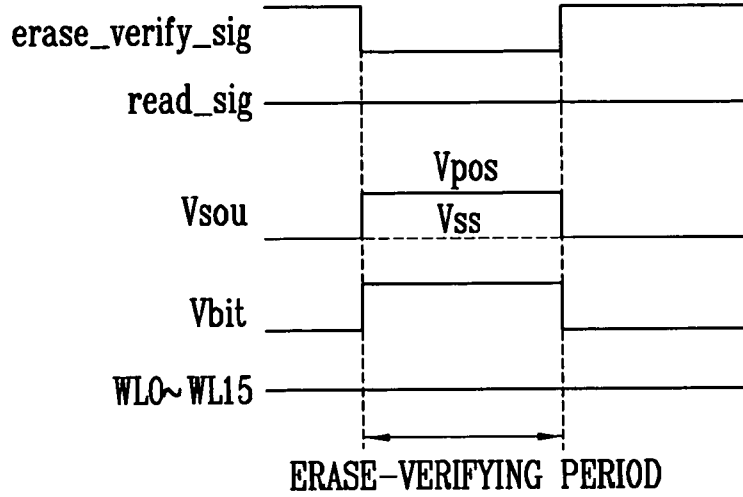 erase_verify_sig
read_sig
Vpos
Vsou
Vss
Vbit
WL0~WL15
ERASE-VERIFYING PERIOD